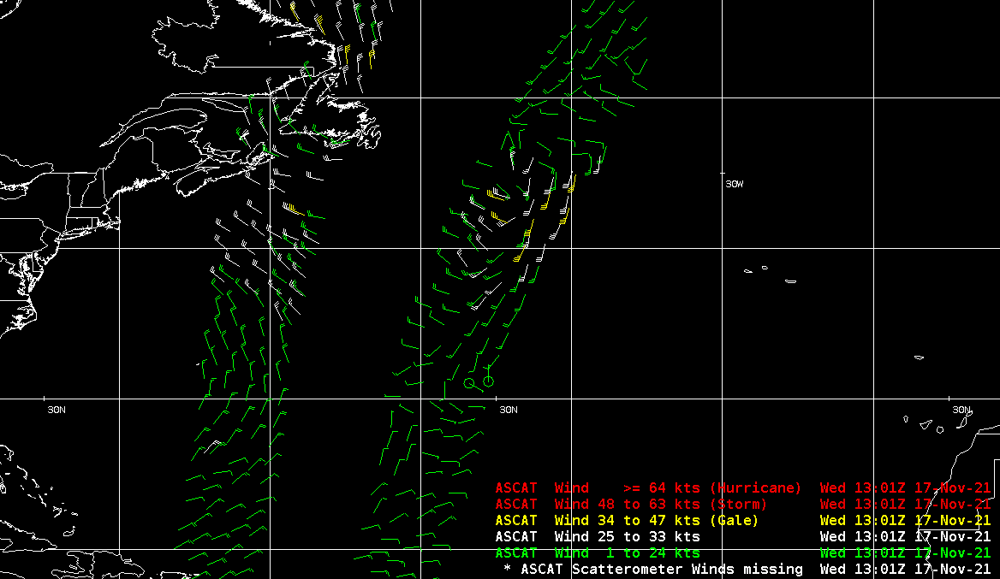 30W
30N
30N
30N
ASCAT Wind >= 64 kts (Hurricane) Wed 13:01Z 17-Nov-21
ASCAT Wind 48 to 63 kts (Storm) Wed 13:01Z 17-Nov-21
ASCAT Wind 34 to 47 kts (Gale) Wed 13:01Z 17-Nov-21
ASCAT Wind 25 to 33 kts Wed 13:01Z 17-Nov-21
ASCAT Wind 1 to 24 kts Wed 13:01Z 17-Nov-21
* ASCAT Scatterometer Winds missing Wed 13:01Z 17-Nov-21